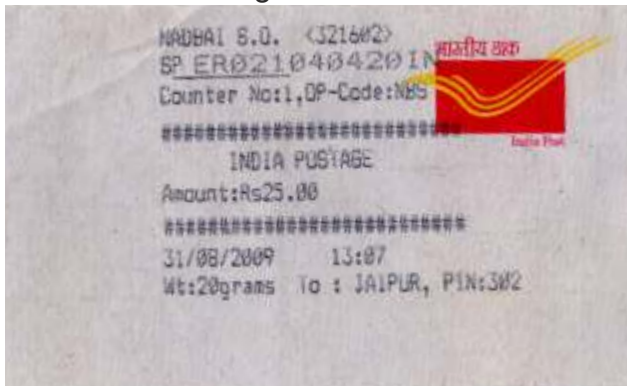 NADBAI S.O. <321602>
भारतीय डाक
SP ER021040420IN
Counter No:1,OP-Code:NBS
India Post
###########################
INDIA POSTAGE
Amount:Rs25.00
###########################
31/08/2009 13:07
Wt:20grams To : JAIPUR, PIN:302